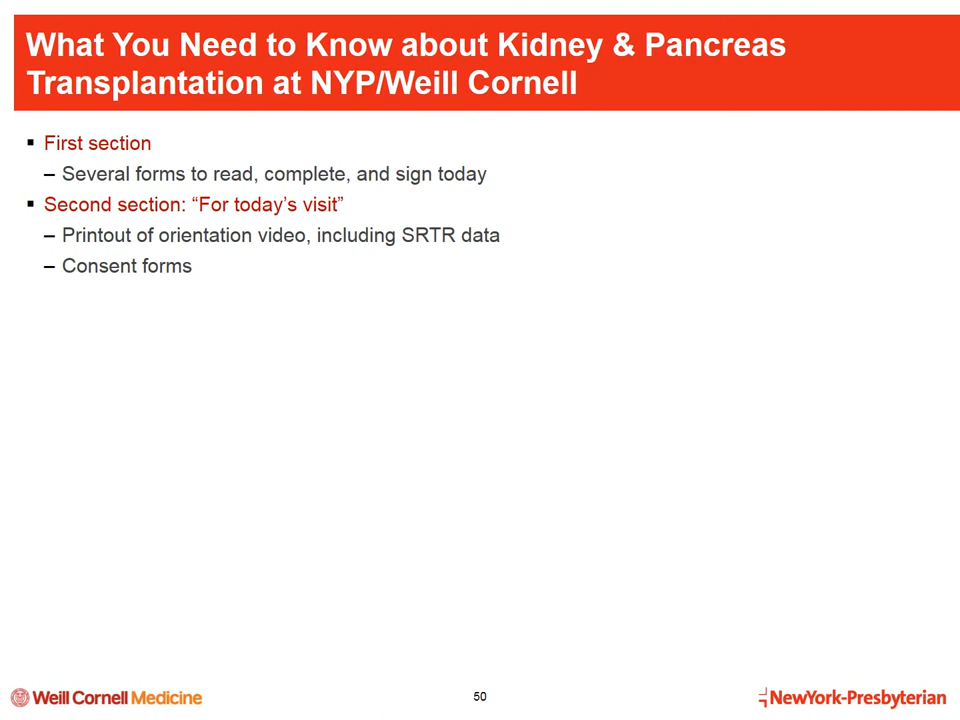 What You Need to Know about Kidney & Pancreas
Transplantation at NYP/Weill Cornell
▪ First section
– Several forms to read, complete, and sign today
▪ Second section: “For today’s visit”
– Printout of orientation video, including SRTR data
– Consent forms
Weill Cornell Medicine
50
NewYork-Presbyterian